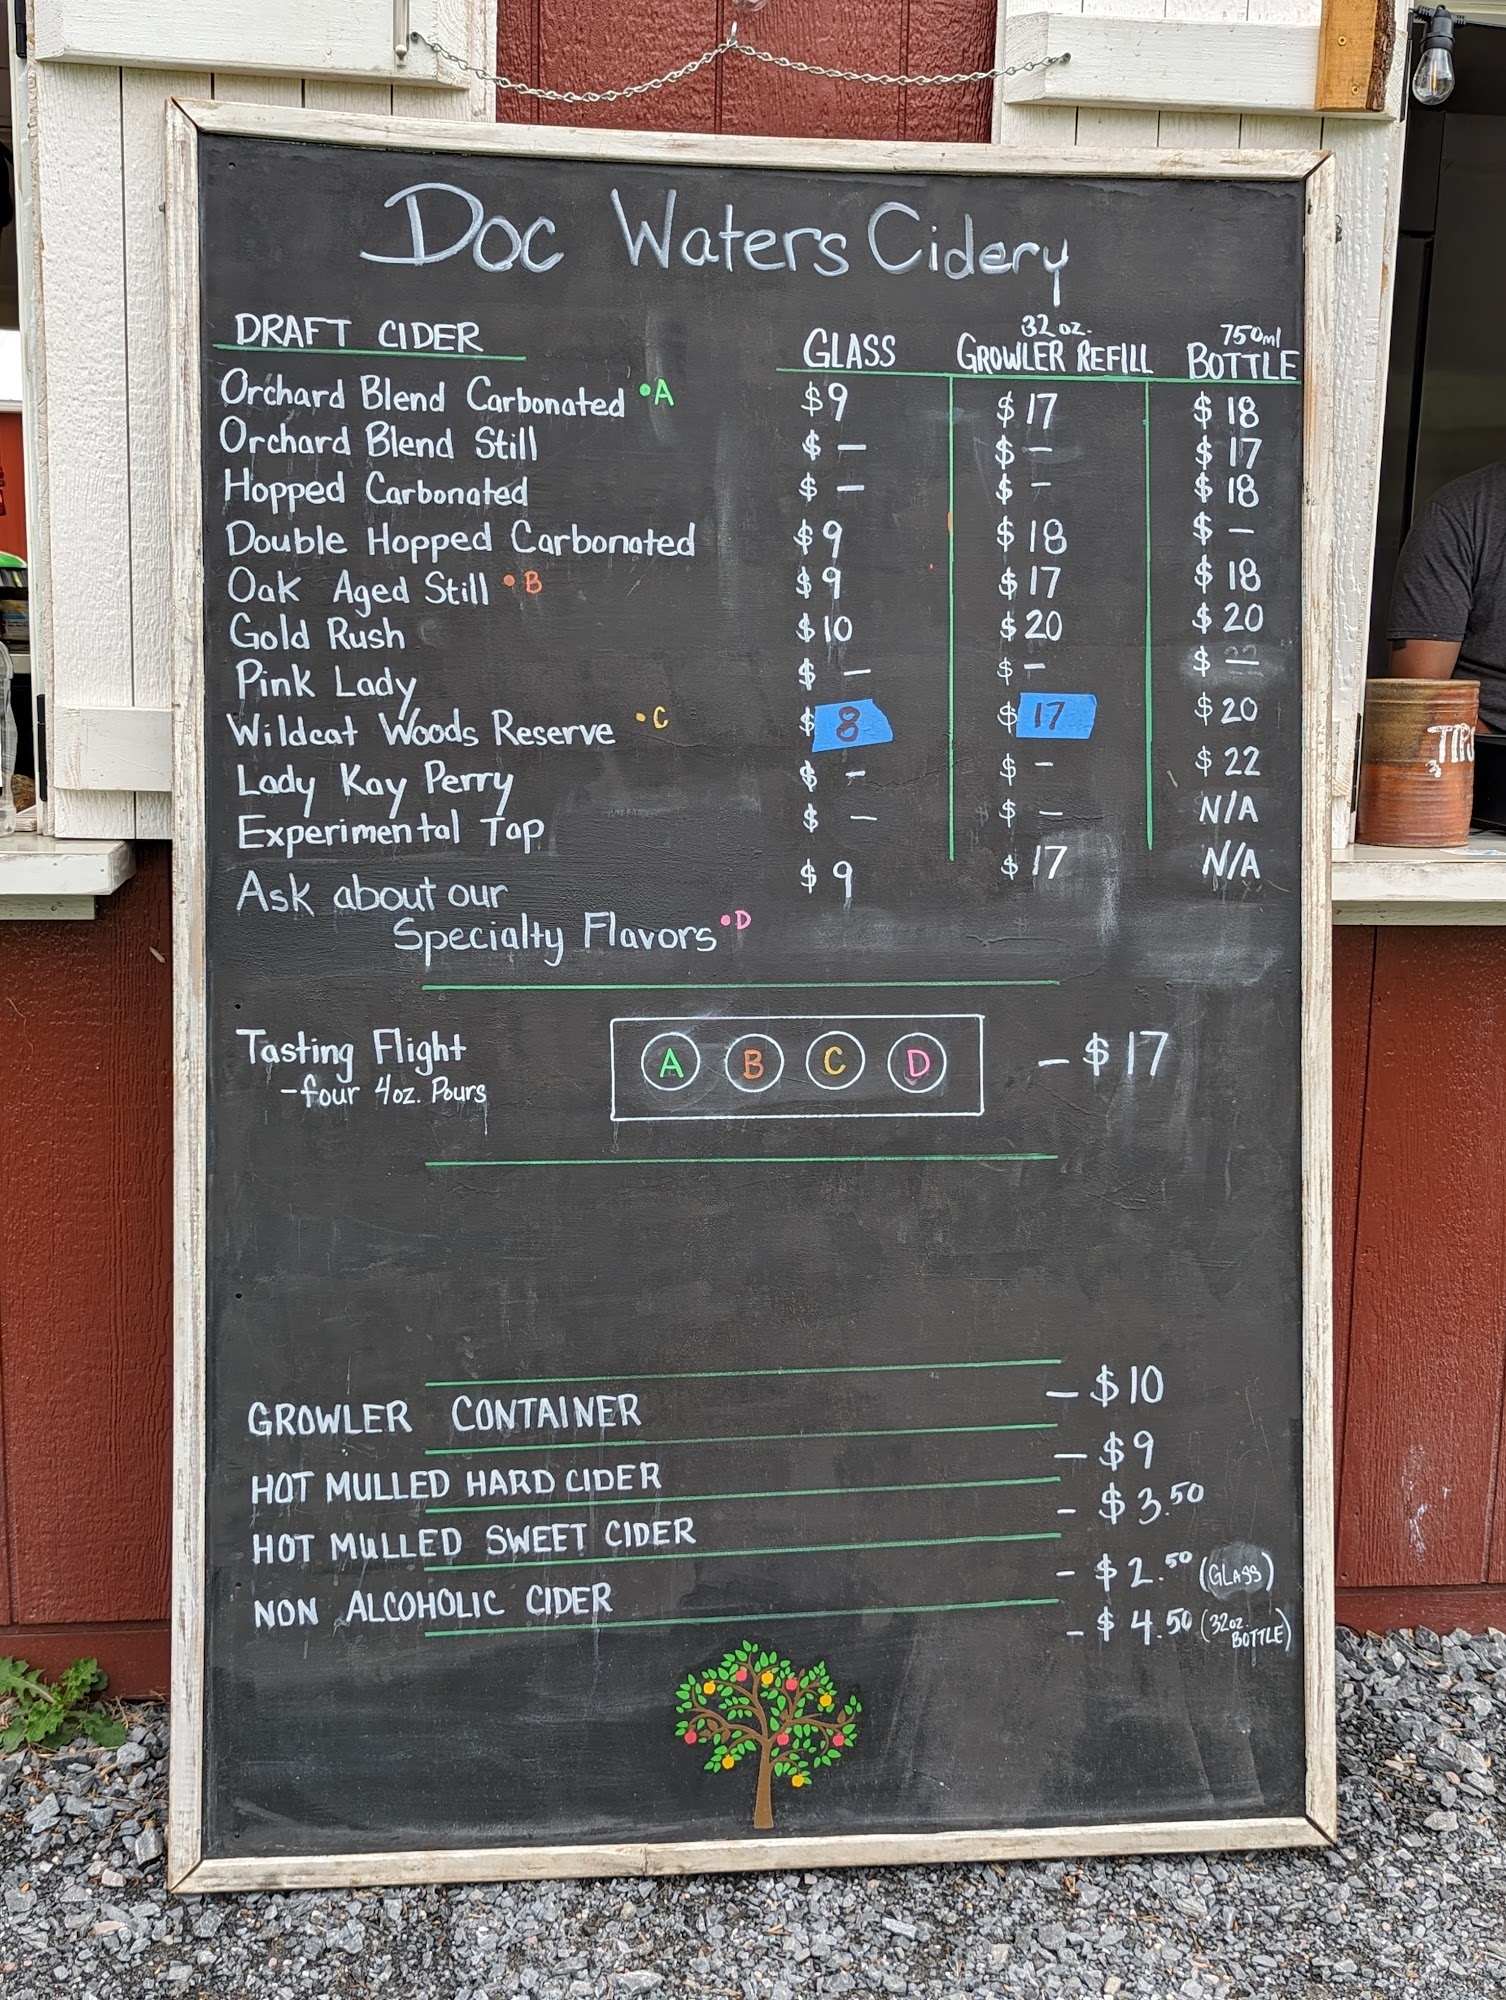 Doc Waters Cidery
DRAFT CIDER GLASS 32 oz. GROWLER REFILL 750ml BOTTLE
Orchard Blend Carbonated •A $9 $17 $18
Orchard Blend Still $ — $ — $17
Hopped Carbonated $ — $ — $18
Double Hopped Carbonated $9 $18 $ —
Oak Aged Still •B $9 $17 $18
Gold Rush $10 $20 $20
Pink Lady $ — $ — $ —
Wildcat Woods Reserve •C $8 $17 $20
Lady Kay Perry $ — $ — $22
Experimental Tap $ — $ — N/A
Ask about our $9 $17 N/A
Specialty Flavors •D
Tasting Flight A B C D — $17
-four 4oz. Pours
GROWLER CONTAINER — $10
HOT MULLED HARD CIDER — $9
HOT MULLED SWEET CIDER - $3.50
NON ALCOHOLIC CIDER - $2.50 (GLASS)
- $4.50 (32oz. BOTTLE)